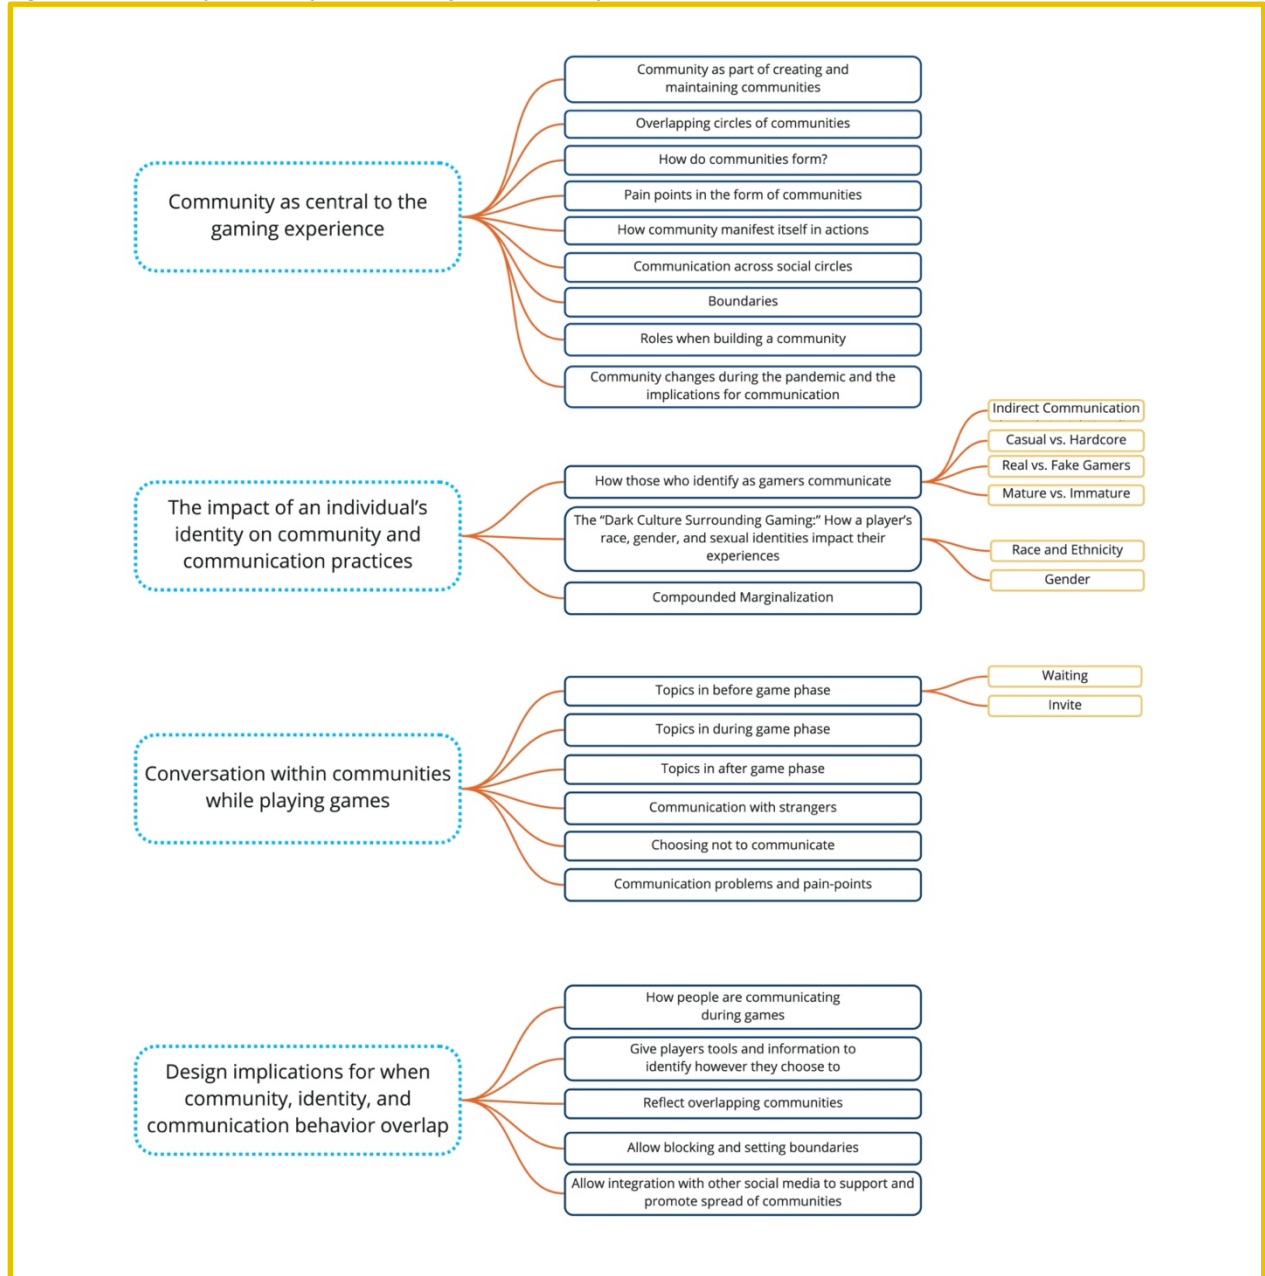 Community as central to the
gaming experience
Community as part of creating and
maintaining communities
Overlapping circles of communities
How do communities form?
Pain points in the form of communities
How community manifest itself in actions
Communication across social circles
Boundaries
Roles when building a community
Community changes during the pandemic and the
implications for communication
The impact of an individual’s
identity on community and
communication practices
How those who identify as gamers communicate
Indirect Communication
Casual vs. Hardcore
Real vs. Fake Gamers
Mature vs. Immature
The “Dark Culture Surrounding Gaming:” How a player’s
race, gender, and sexual identities impact their
experiences
Race and Ethnicity
Gender
Compounded Marginalization
Conversation within communities
while playing games
Topics in before game phase
Waiting
Invite
Topics in during game phase
Topics in after game phase
Communication with strangers
Choosing not to communicate
Communication problems and pain-points
Design implications for when
community, identity, and
communication behavior overlap
How people are communicating
during games
Give players tools and information to
identify however they choose to
Reflect overlapping communities
Allow blocking and setting boundaries
Allow integration with other social media to support and
promote spread of communities